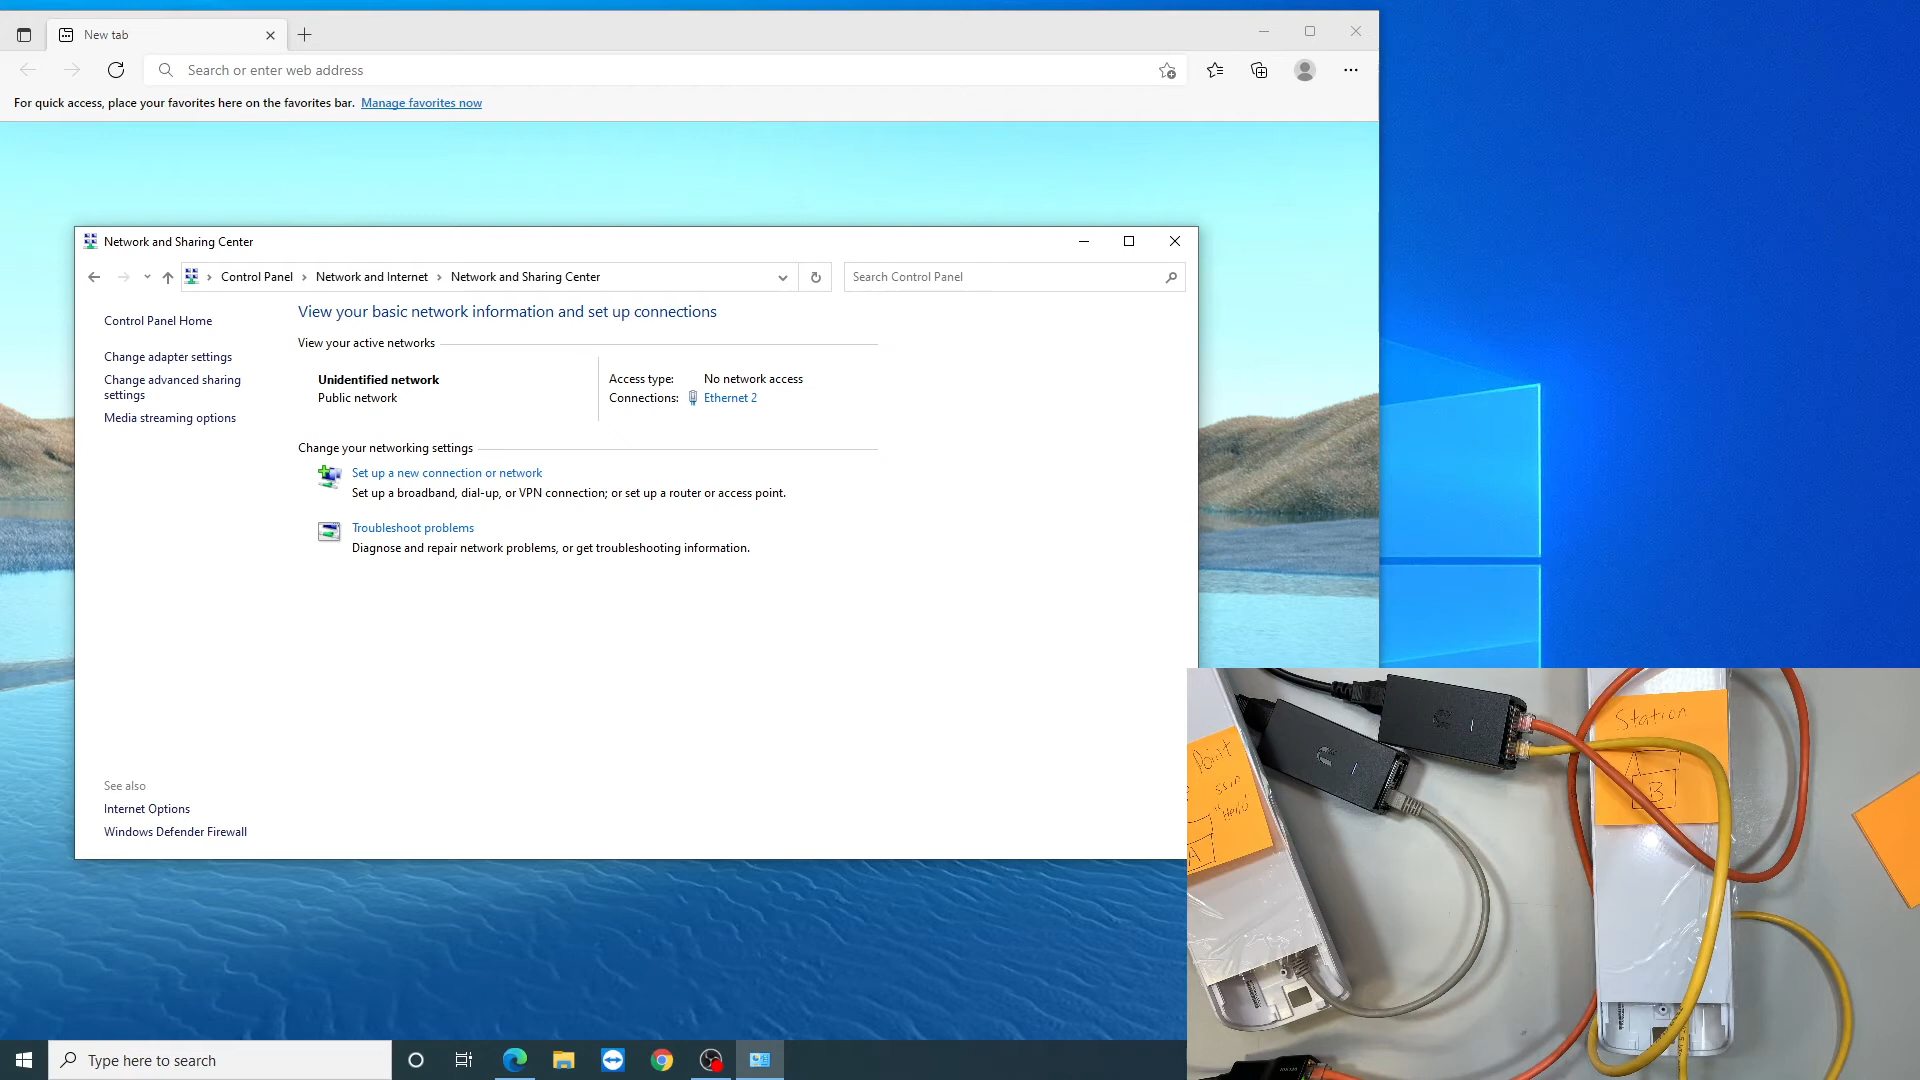 New tab
Search or enter web address
For quick access, place your favorites here on the favorites bar. Manage favorites now
Network and Sharing Center
Control Panel > Network and Internet > Network and Sharing Center
Search Control Panel
Control Panel Home
Change adapter settings
Change advanced sharing
settings
Media streaming options
View your basic network information and set up connections
View your active networks
Unidentified network
Public network
Access type: No network access
Connections: Ethernet 2
Change your networking settings
Set up a new connection or network
Set up a broadband, dial-up, or VPN connection; or set up a router or access point.
Troubleshoot problems
Diagnose and repair network problems, or get troubleshooting information.
See also
Internet Options
Windows Defender Firewall
Point
"Hello"
A
Station
B
Type here to search